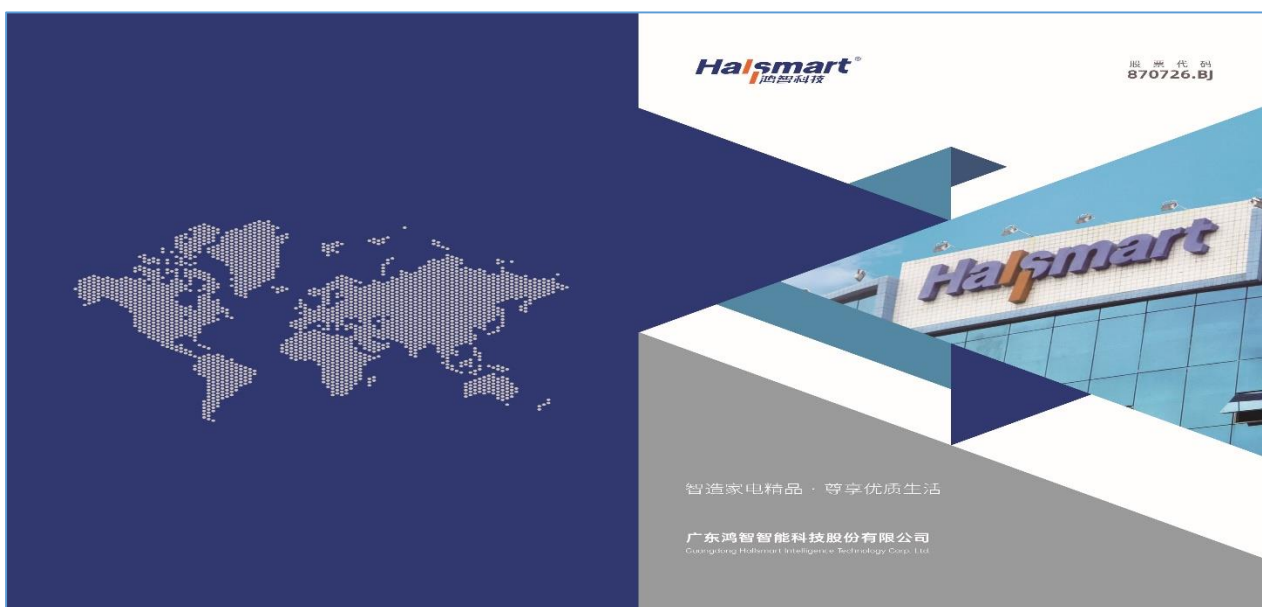 Hallsmart®
鸿智科技
股票代码
870726.BJ
Hallsmart
智造家电精品 · 尊享优质生活
广东鸿智智能科技股份有限公司
Guangdong Hallsmart Intelligence Technology Corp. Ltd